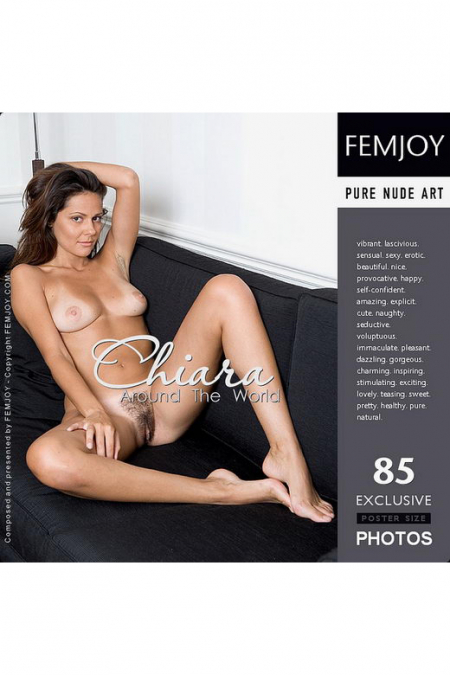 FEMJOY
PURE NUDE ART
vibrant. lascivious.
sensual. sexy. erotic.
beautiful. nice.
provocative. happy.
self-confident.
amazing. explicit.
cute. naughty.
seductive.
voluptuous.
immaculate. pleasant.
dazzling. gorgeous.
charming. inspiring.
stimulating. exciting.
lovely. teasing. sweet.
pretty. healthy. pure.
natural.
Chiara
Around The World
85
EXCLUSIVE
POSTER SIZE
PHOTOS
Composed and presented by FEMJOY - Copyright FEMJOY.COM